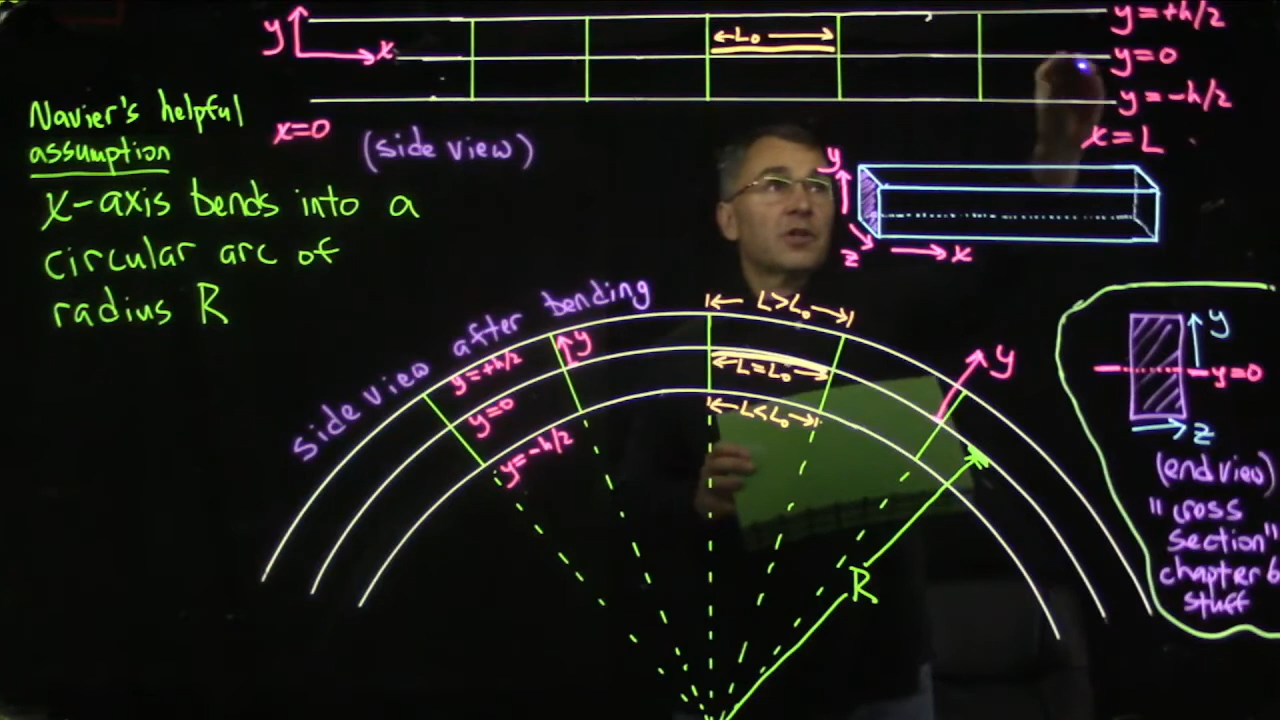 y
x
←L₀→
y=+h/2
y=0
y=-h/2
x=0
(side view)
x=L
Navier's helpful
assumption
x-axis bends into a
circular arc of
radius R
y
z
x
side view after bending
y=+h/2
y=0
y=-h/2
y
←L>L₀→
←L=L₀→
←L<L₀→
y
R
y
y=0
z
(end view)
"cross
section"
chapter 6
stuff